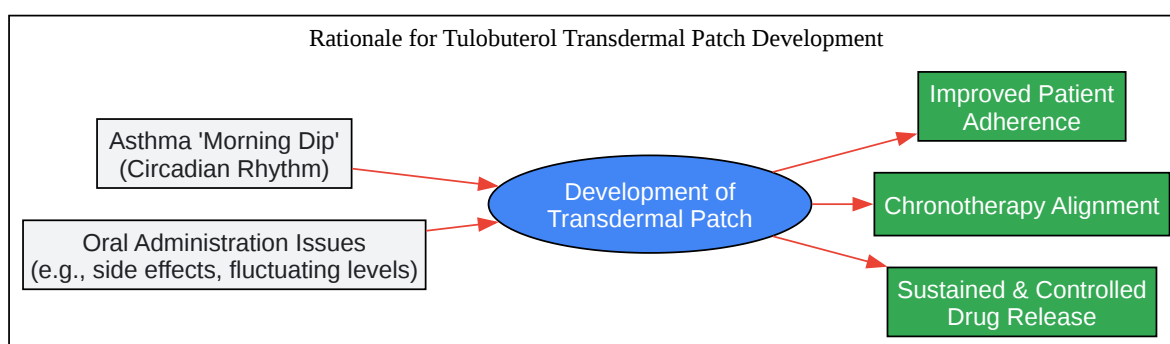 Rationale for Tulobuterol Transdermal Patch Development
Asthma 'Morning Dip'
(Circadian Rhythm)
Oral Administration Issues
(e.g., side effects, fluctuating levels)
Development of
Transdermal Patch
Improved Patient
Adherence
Chronotherapy Alignment
Sustained & Controlled
Drug Release